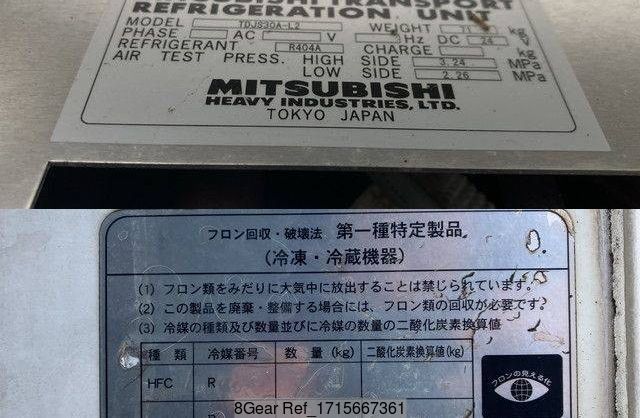 REFRIGERATION UNIT
MODEL TDJS30A-L2 WEIGHT 71 kg
PHASE AC V Hz DC 24 V
REFRIGERANT R404A CHARGE kg
AIR TEST PRESS. HIGH SIDE 3.24 MPa
LOW SIDE 2.26 MPa
MITSUBISHI
HEAVY INDUSTRIES, LTD.
TOKYO JAPAN
フロン回収・破壊法 第一種特定製品
(冷凍・冷蔵機器)
(1) フロン類をみだりに大気中に放出することは禁じられています。
(2) この製品を廃棄・整備する場合には、フロン類の回収が必要です。
(3) 冷媒の種類及び数量並びに冷媒の数量の二酸化炭素換算値
種 類 冷媒番号 数 量 (kg) 二酸化炭素換算値(kg)
HFC R
フロンの見える化
8Gear Ref_1715667361